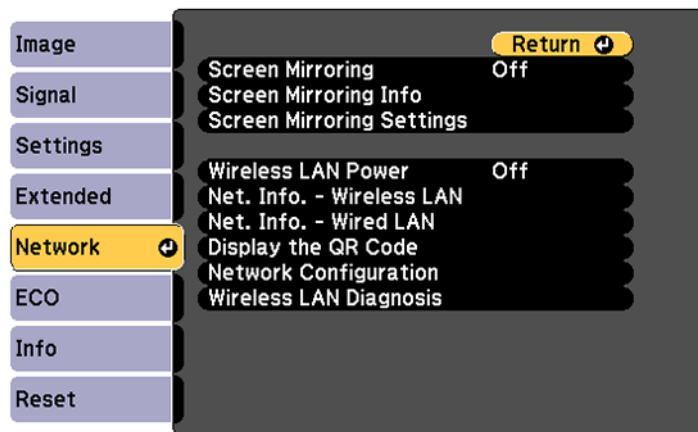 Image
Signal
Settings
Extended
Network
ECO
Info
Reset
Return
Screen Mirroring Off
Screen Mirroring Info
Screen Mirroring Settings
Wireless LAN Power Off
Net. Info. - Wireless LAN
Net. Info. - Wired LAN
Display the QR Code
Network Configuration
Wireless LAN Diagnosis